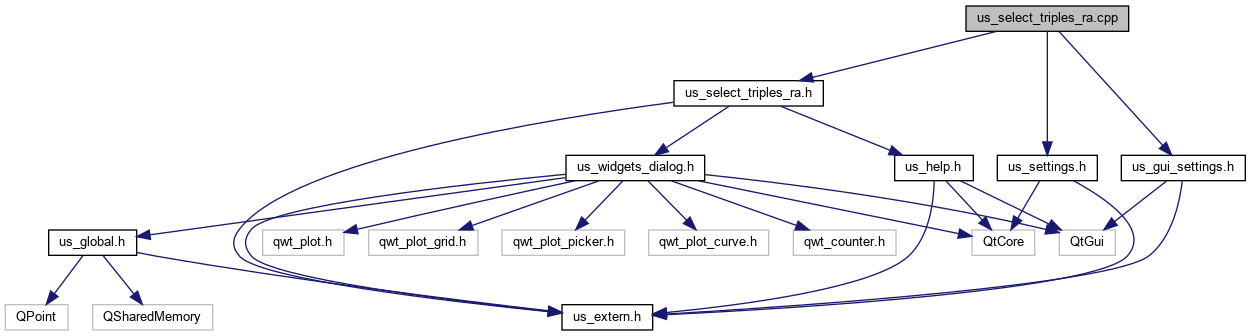 us_select_triples_ra.cpp
us_select_triples_ra.h
us_widgets_dialog.h
us_help.h
us_settings.h
us_gui_settings.h
us_global.h
qwt_plot.h
qwt_plot_grid.h
qwt_plot_picker.h
qwt_plot_curve.h
qwt_counter.h
QtCore
QtGui
QPoint
QSharedMemory
us_extern.h